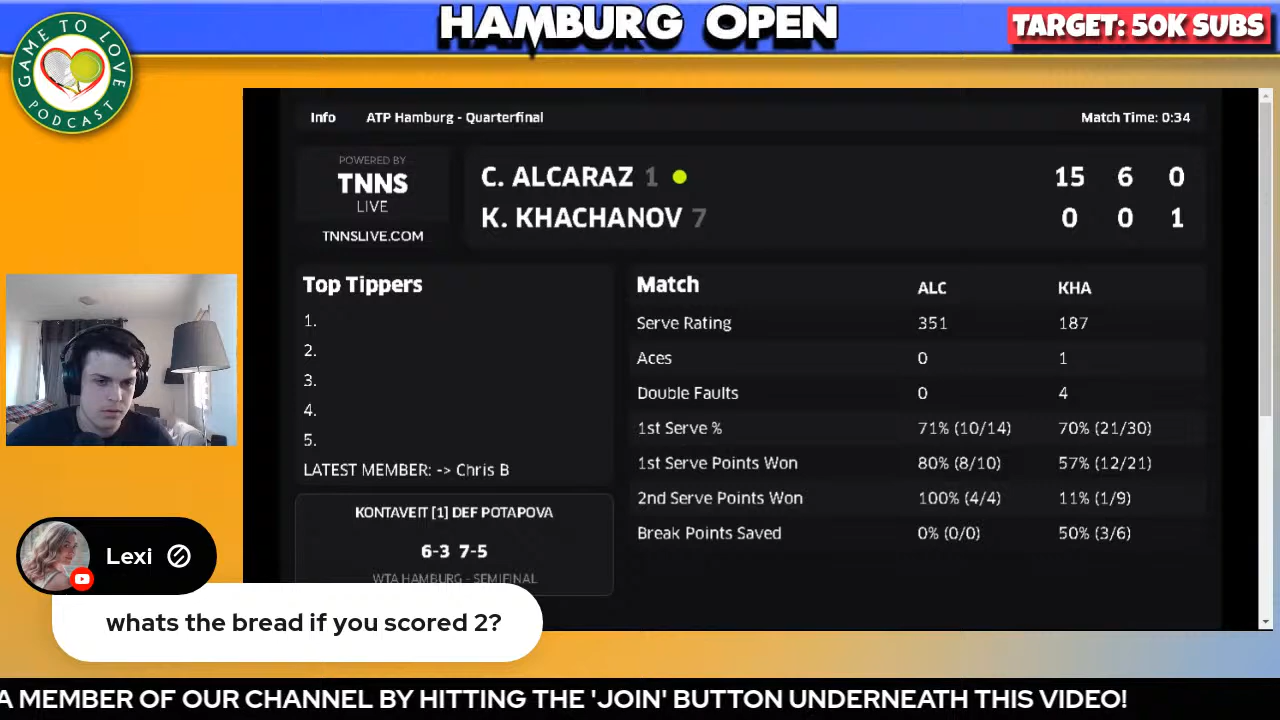 HAMBURG OPEN
TARGET: 50K SUBS
GAME TO LOVE
PODCAST
Info
ATP Hamburg - Quarterfinal
Match Time: 0:34
POWERED BY
TNNS
LIVE
TNNSLIVE.COM
C. ALCARAZ 1 15 6 0
K. KHACHANOV 7 0 0 1
Top Tippers
1.
2.
3.
4.
5.
LATEST MEMBER: -> Chris B
KONTAVEIT [1] DEF POTAPOVA
6-3 7-5
WTA HAMBURG - SEMIFINAL
Match ALC KHA
Serve Rating 351 187
Aces 0 1
Double Faults 0 4
1st Serve % 71% (10/14) 70% (21/30)
1st Serve Points Won 80% (8/10) 57% (12/21)
2nd Serve Points Won 100% (4/4) 11% (1/9)
Break Points Saved 0% (0/0) 50% (3/6)
Lexi
whats the bread if you scored 2?
A MEMBER OF OUR CHANNEL BY HITTING THE 'JOIN' BUTTON UNDERNEATH THIS VIDEO!